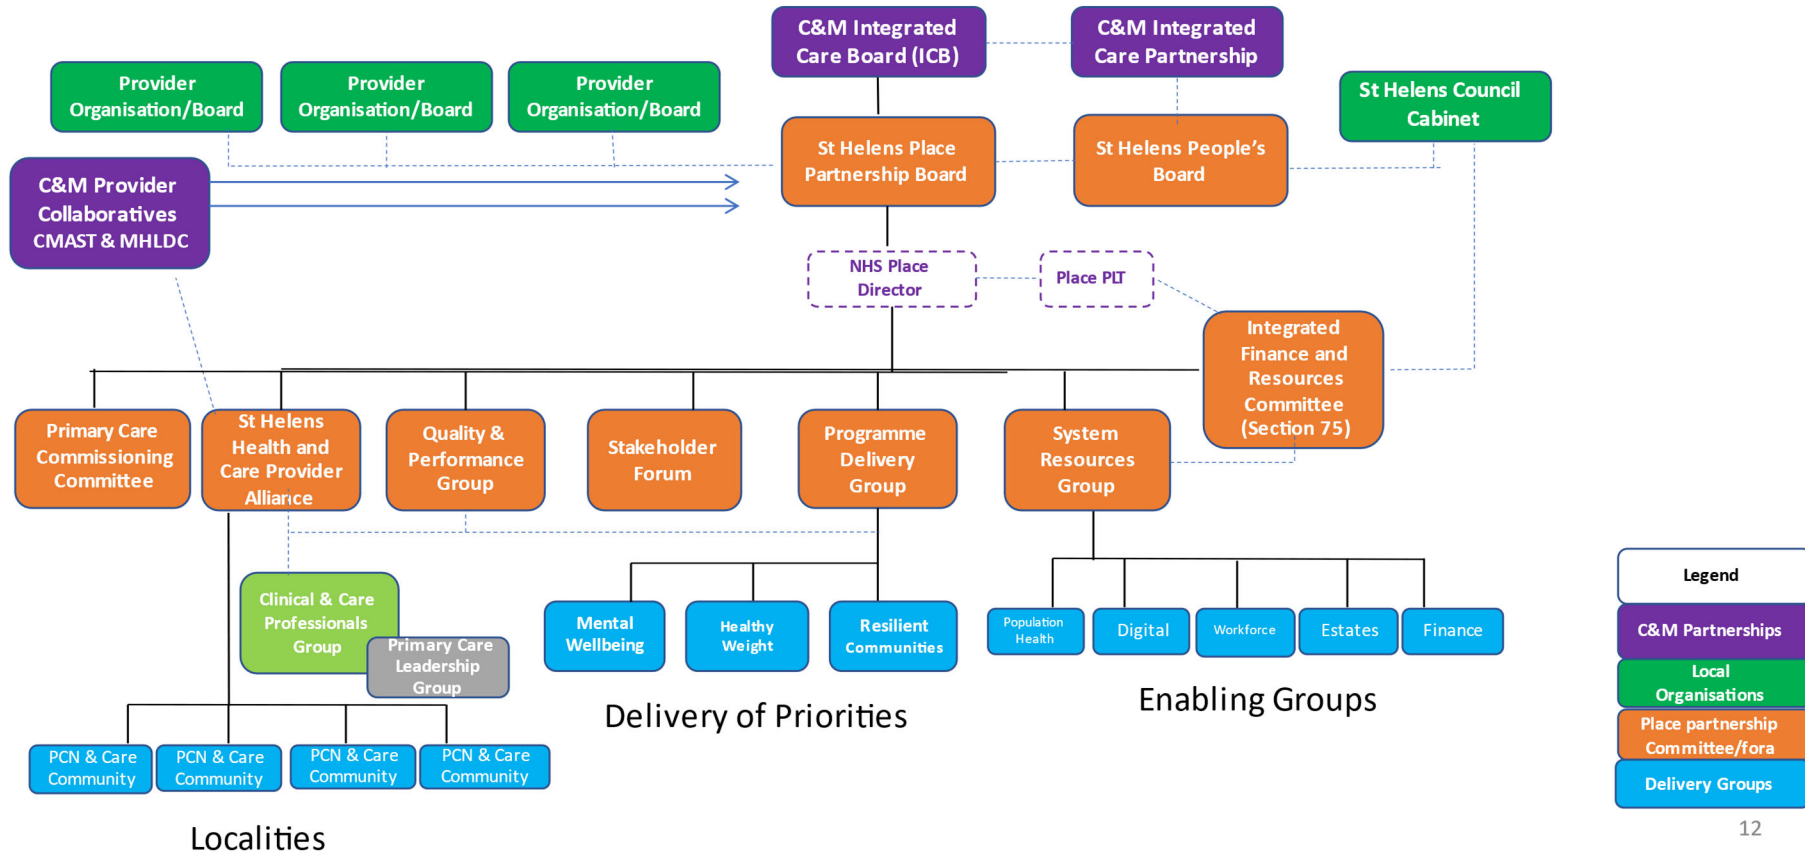 C&M Integrated
Care Board (ICB)
C&M Integrated
Care Partnership
Provider
Organisation/Board
Provider
Organisation/Board
Provider
Organisation/Board
St Helens Council
Cabinet
St Helens Place
Partnership Board
St Helens People's
Board
C&M Provider
Collaboratives
CMAST & MHLDC
NHS Place
Director
Place PLT
Integrated
Finance and
Resources
Committee
(Section 75)
Primary Care
Commissioning
Committee
St Helens
Health and
Care Provider
Alliance
Quality &
Performance
Group
Stakeholder
Forum
Programme
Delivery
Group
System
Resources
Group
Clinical & Care
Professionals
Group
Primary Care
Leadership
Group
Mental
Wellbeing
Healthy
Weight
Resilient
Communities
Population
Health
Digital
Workforce
Estates
Finance
Delivery of Priorities
Enabling Groups
PCN & Care
Community
PCN & Care
Community
PCN & Care
Community
PCN & Care
Community
Localities
Legend
C&M Partnerships
Local
Organisations
Place partnership
Committee/fora
Delivery Groups
12